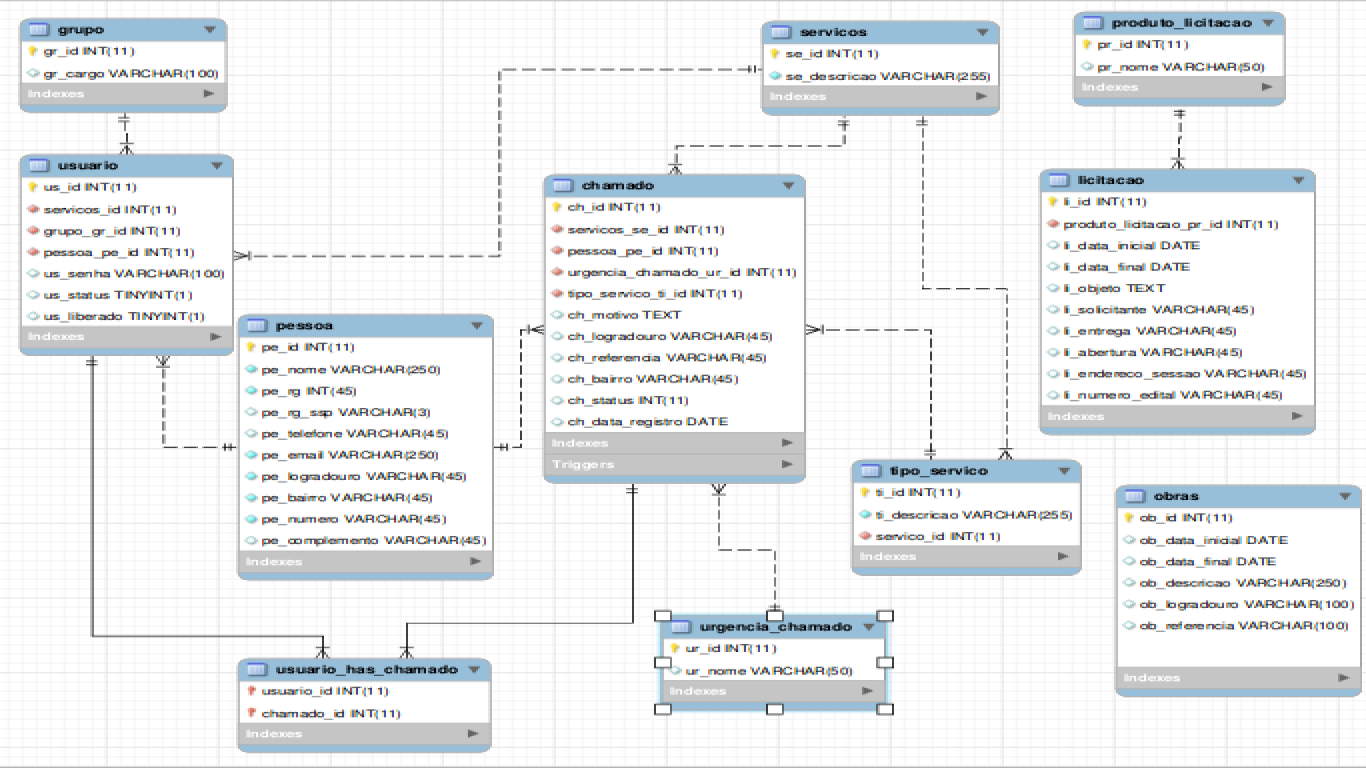 grupo
gr_id INT(11)
gr_cargo VARCHAR(100)
Indexes
usuario
us_id INT(11)
servicos_id INT(11)
grupo_gr_id INT(11)
pessoa_pe_id INT(11)
us_senha VARCHAR(100)
us_status TINYINT(1)
us_liberado TINYINT(1)
Indexes
pessoa
pe_id INT(11)
pe_nome VARCHAR(250)
pe_rg INT(45)
pe_rg_ssp VARCHAR(3)
pe_telefone VARCHAR(45)
pe_email VARCHAR(250)
pe_logradouro VARCHAR(45)
pe_bairro VARCHAR(45)
pe_numero VARCHAR(45)
pe_complemento VARCHAR(45)
Indexes
usuario_has_chamado
usuario_id INT(11)
chamado_id INT(11)
Indexes
servicos
se_id INT(11)
se_descricao VARCHAR(255)
Indexes
chamado
ch_id INT(11)
servicos_se_id INT(11)
pessoa_pe_id INT(11)
urgencia_chamado_ur_id INT(11)
tipo_servico_ti_id INT(11)
ch_motivo TEXT
ch_logradouro VARCHAR(45)
ch_referencia VARCHAR(45)
ch_bairro VARCHAR(45)
ch_status INT(11)
ch_data_registro DATE
Indexes
Triggers
urgencia_chamado
ur_id INT(11)
ur_nome VARCHAR(50)
Indexes
tipo_servico
ti_id INT(11)
ti_descricao VARCHAR(255)
servico_id INT(11)
Indexes
produto_licitacao
pr_id INT(11)
pr_nome VARCHAR(50)
Indexes
licitacao
li_id INT(11)
produto_licitacao_pr_id INT(11)
li_data_inicial DATE
li_data_final DATE
li_objeto TEXT
li_solicitante VARCHAR(45)
li_entrega VARCHAR(45)
li_abertura VARCHAR(45)
li_endereco_sessao VARCHAR(45)
li_numero_edital VARCHAR(45)
Indexes
obras
ob_id INT(11)
ob_data_inicial DATE
ob_data_final DATE
ob_descricao VARCHAR(250)
ob_logradouro VARCHAR(100)
ob_referencia VARCHAR(100)
Indexes